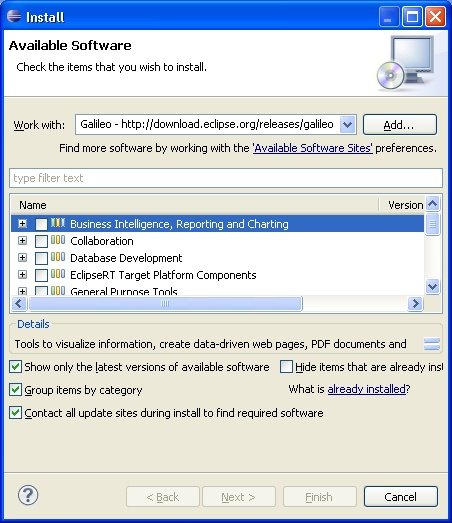 Install
Available Software
Check the items that you wish to install.
Work with: Galileo - http://download.eclipse.org/releases/galileo Add...
Find more software by working with the 'Available Software Sites' preferences.
type filter text
Name Version
Business Intelligence, Reporting and Charting
Collaboration
Database Development
EclipseRT Target Platform Components
General Purpose Tools
Details
Tools to visualize information, create data-driven web pages, PDF documents and
Show only the latest versions of available software Hide items that are already inst
Group items by category What is already installed?
Contact all update sites during install to find required software
? < Back Next > Finish Cancel